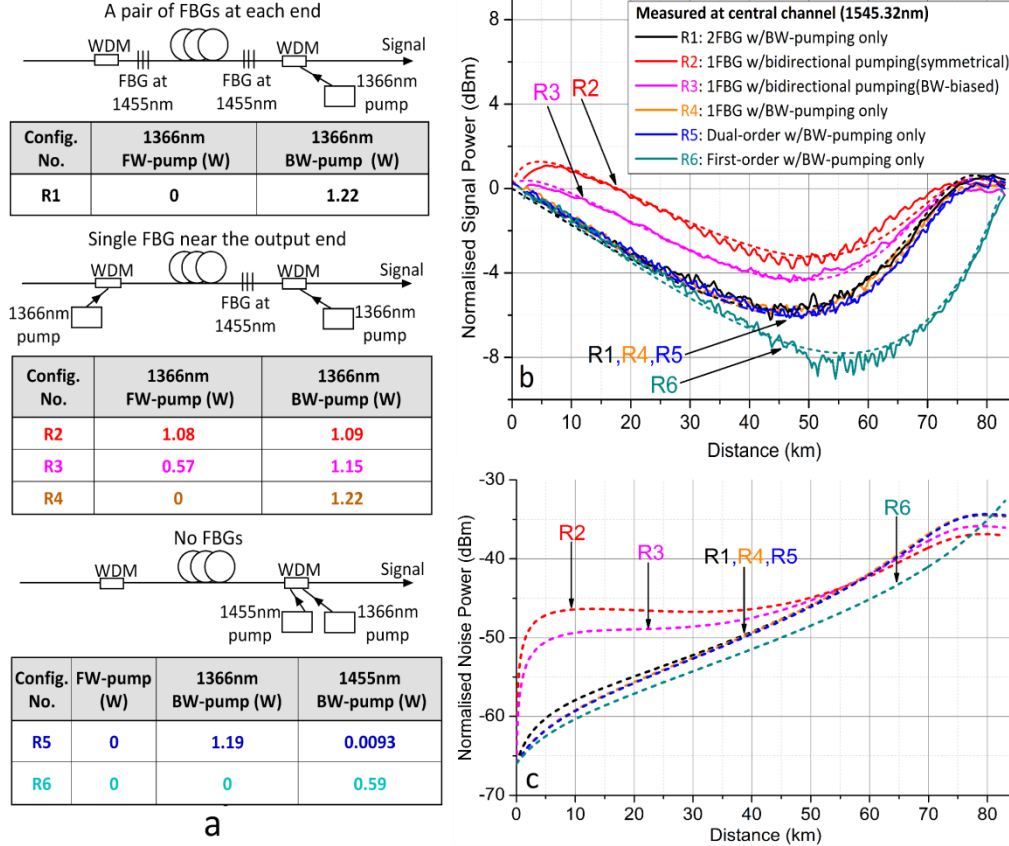 A pair of FBGs at each end
WDM
Signal
FBG at
1455nm
FBG at
1455nm
1366nm
pump
Config. No. 1366nm FW-pump (W) 1366nm BW-pump (W)
R1 0 1.22
Single FBG near the output end
WDM
WDM
Signal
1366nm
pump
FBG at
1455nm
1366nm
pump
Config. No. 1366nm FW-pump (W) 1366nm BW-pump (W)
R2 1.08 1.09
R3 0.57 1.15
R4 0 1.22
No FBGs
WDM
WDM
Signal
1455nm
pump
1366nm
pump
Config. No. FW-pump (W) 1366nm BW-pump (W) 1455nm BW-pump (W)
R5 0 1.19 0.0093
R6 0 0 0.59
a
Normalised Signal Power (dBm)
8
4
0
-4
-8
Measured at central channel (1545.32nm)
R1: 2FBG w/BW-pumping only
R2: 1FBG w/bidirectional pumping(symmetrical)
R3: 1FBG w/bidirectional pumping(BW-biased)
R4: 1FBG w/BW-pumping only
R5: Dual-order w/BW-pumping only
R6: First-order w/BW-pumping only
R3
R2
R1,R4,R5
R6
b
0 10 20 30 40 50 60 70 80
Distance (km)
Normalised Noise Power (dBm)
-30
-40
-50
-60
-70
R2
R3
R1,R4,R5
R6
c
0 10 20 30 40 50 60 70 80
Distance (km)